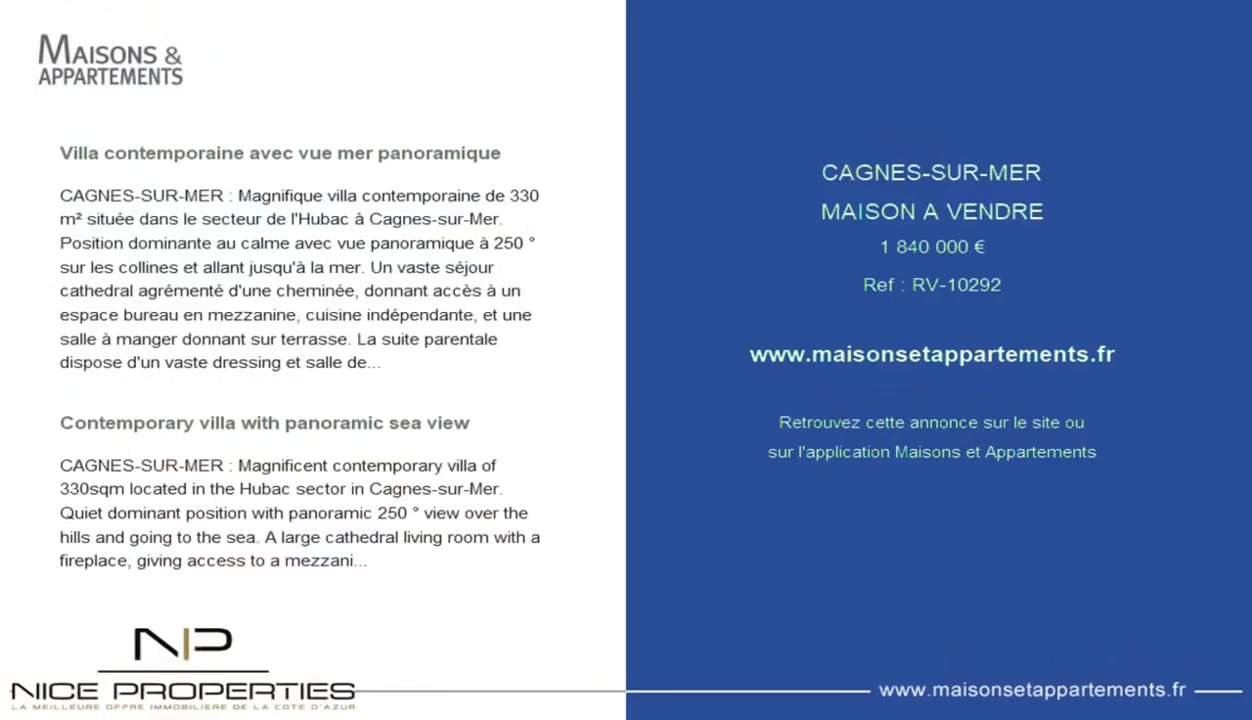 MAISONS &
APPARTEMENTS
Villa contemporaine avec vue mer panoramique
CAGNES-SUR-MER : Magnifique villa contemporaine de 330
m² située dans le secteur de l'Hubac à Cagnes-sur-Mer.
Position dominante au calme avec vue panoramique à 250 °
sur les collines et allant jusqu'à la mer. Un vaste séjour
cathedral agrémenté d'une cheminée, donnant accès à un
espace bureau en mezzanine, cuisine indépendante, et une
salle à manger donnant sur terrasse. La suite parentale
dispose d'un vaste dressing et salle de...
Contemporary villa with panoramic sea view
CAGNES-SUR-MER : Magnificent contemporary villa of
330sqm located in the Hubac sector in Cagnes-sur-Mer.
Quiet dominant position with panoramic 250 ° view over the
hills and going to the sea. A large cathedral living room with a
fireplace, giving access to a mezzani...
NP
NICE PROPERTIES
LA MEILLEURE OFFRE IMMOBILIERE DE LA COTE D'AZUR
CAGNES-SUR-MER
MAISON A VENDRE
1 840 000 €
Ref : RV-10292
www.maisonsetappartements.fr
Retrouvez cette annonce sur le site ou
sur l'application Maisons et Appartements
www.maisonsetappartements.fr